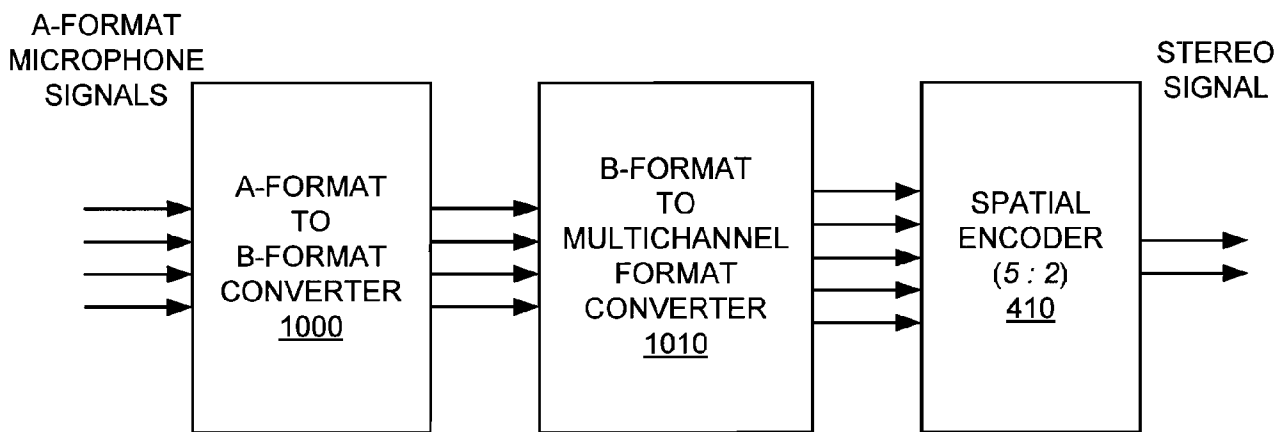 A-FORMAT
MICROPHONE
SIGNALS
A-FORMAT
TO
B-FORMAT
CONVERTER
1000
B-FORMAT
TO
MULTICHANNEL
FORMAT
CONVERTER
1010
SPATIAL
ENCODER
(5 : 2)
410
STEREO
SIGNAL